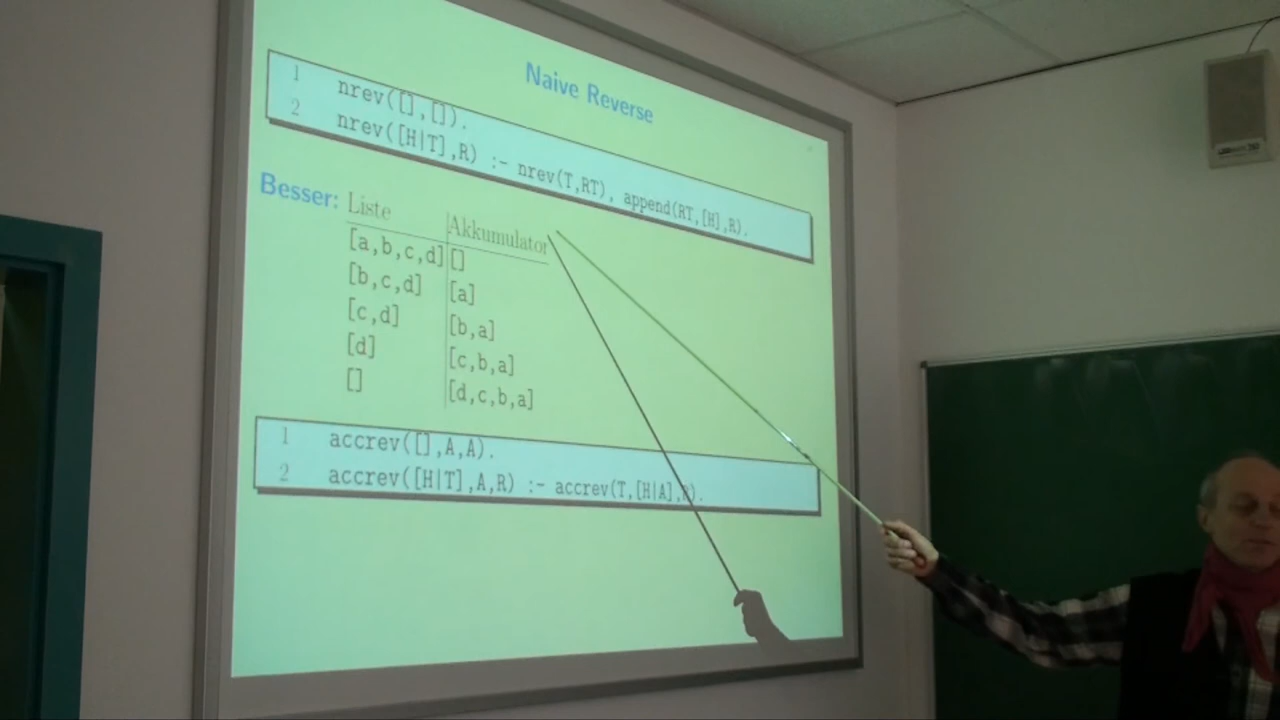 Naive Reverse
1 nrev([],[]).
2 nrev([H|T],R) :- nrev(T,RT), append(RT,[H],R).
Besser:
Liste Akkumulator
[a,b,c,d] []
[b,c,d] [a]
[c,d] [b,a]
[d] [c,b,a]
[] [d,c,b,a]
1 accrev([],A,A).
2 accrev([H|T],A,R) :- accrev(T,[H|A],R).